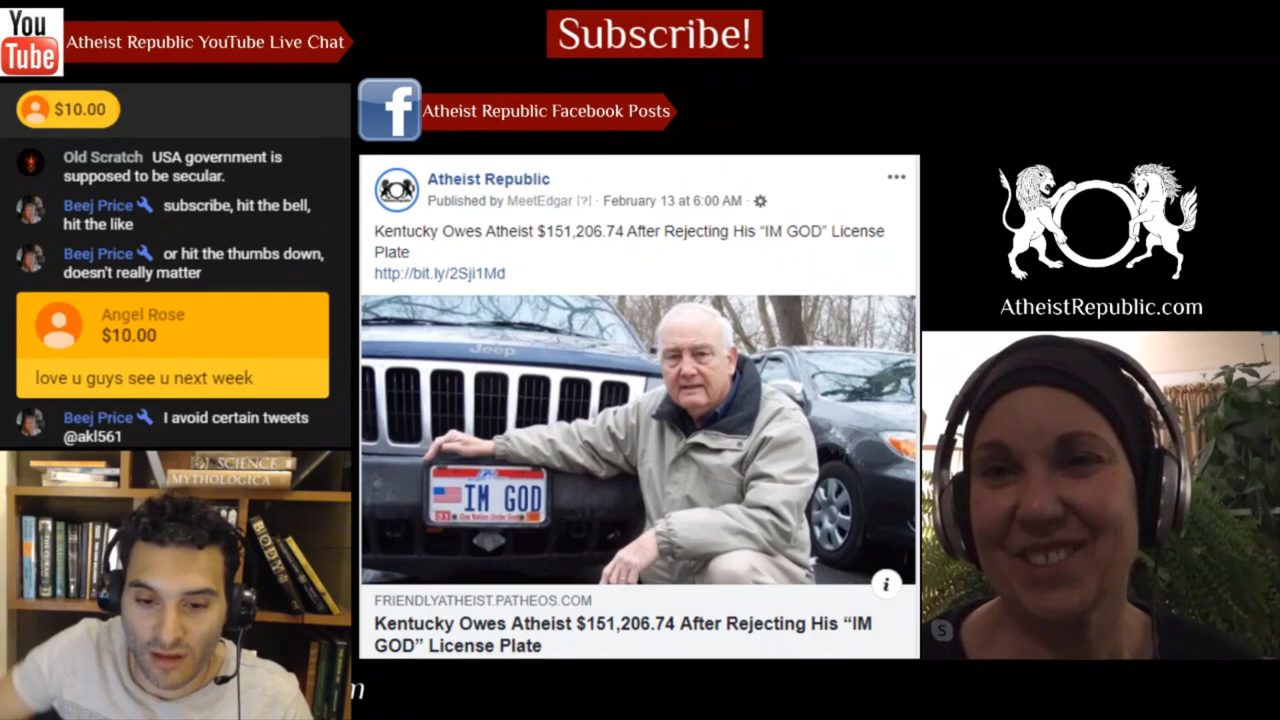 You
Tube
Atheist Republic YouTube Live Chat
Subscribe!
$10.00
Old Scratch USA government is
supposed to be secular.
Beej Price subscribe, hit the bell,
hit the like
Beej Price or hit the thumbs down,
doesn't really matter
Angel Rose
$10.00
love u guys see u next week
Beej Price I avoid certain tweets
@akl561
f
Atheist Republic Facebook Posts
Atheist Republic
Published by MeetEdgar [?] · February 13 at 6:00 AM ·
Kentucky Owes Atheist $151,206.74 After Rejecting His “IM GOD” License
Plate
http://bit.ly/2Sji1Md
Jeep
IM GOD
One Nation Under God
i
FRIENDLYATHEIST.PATHEOS.COM
Kentucky Owes Atheist $151,206.74 After Rejecting His “IM
GOD” License Plate
AtheistRepublic.com
S
SCIENCE
MYTHOLOGICA
m